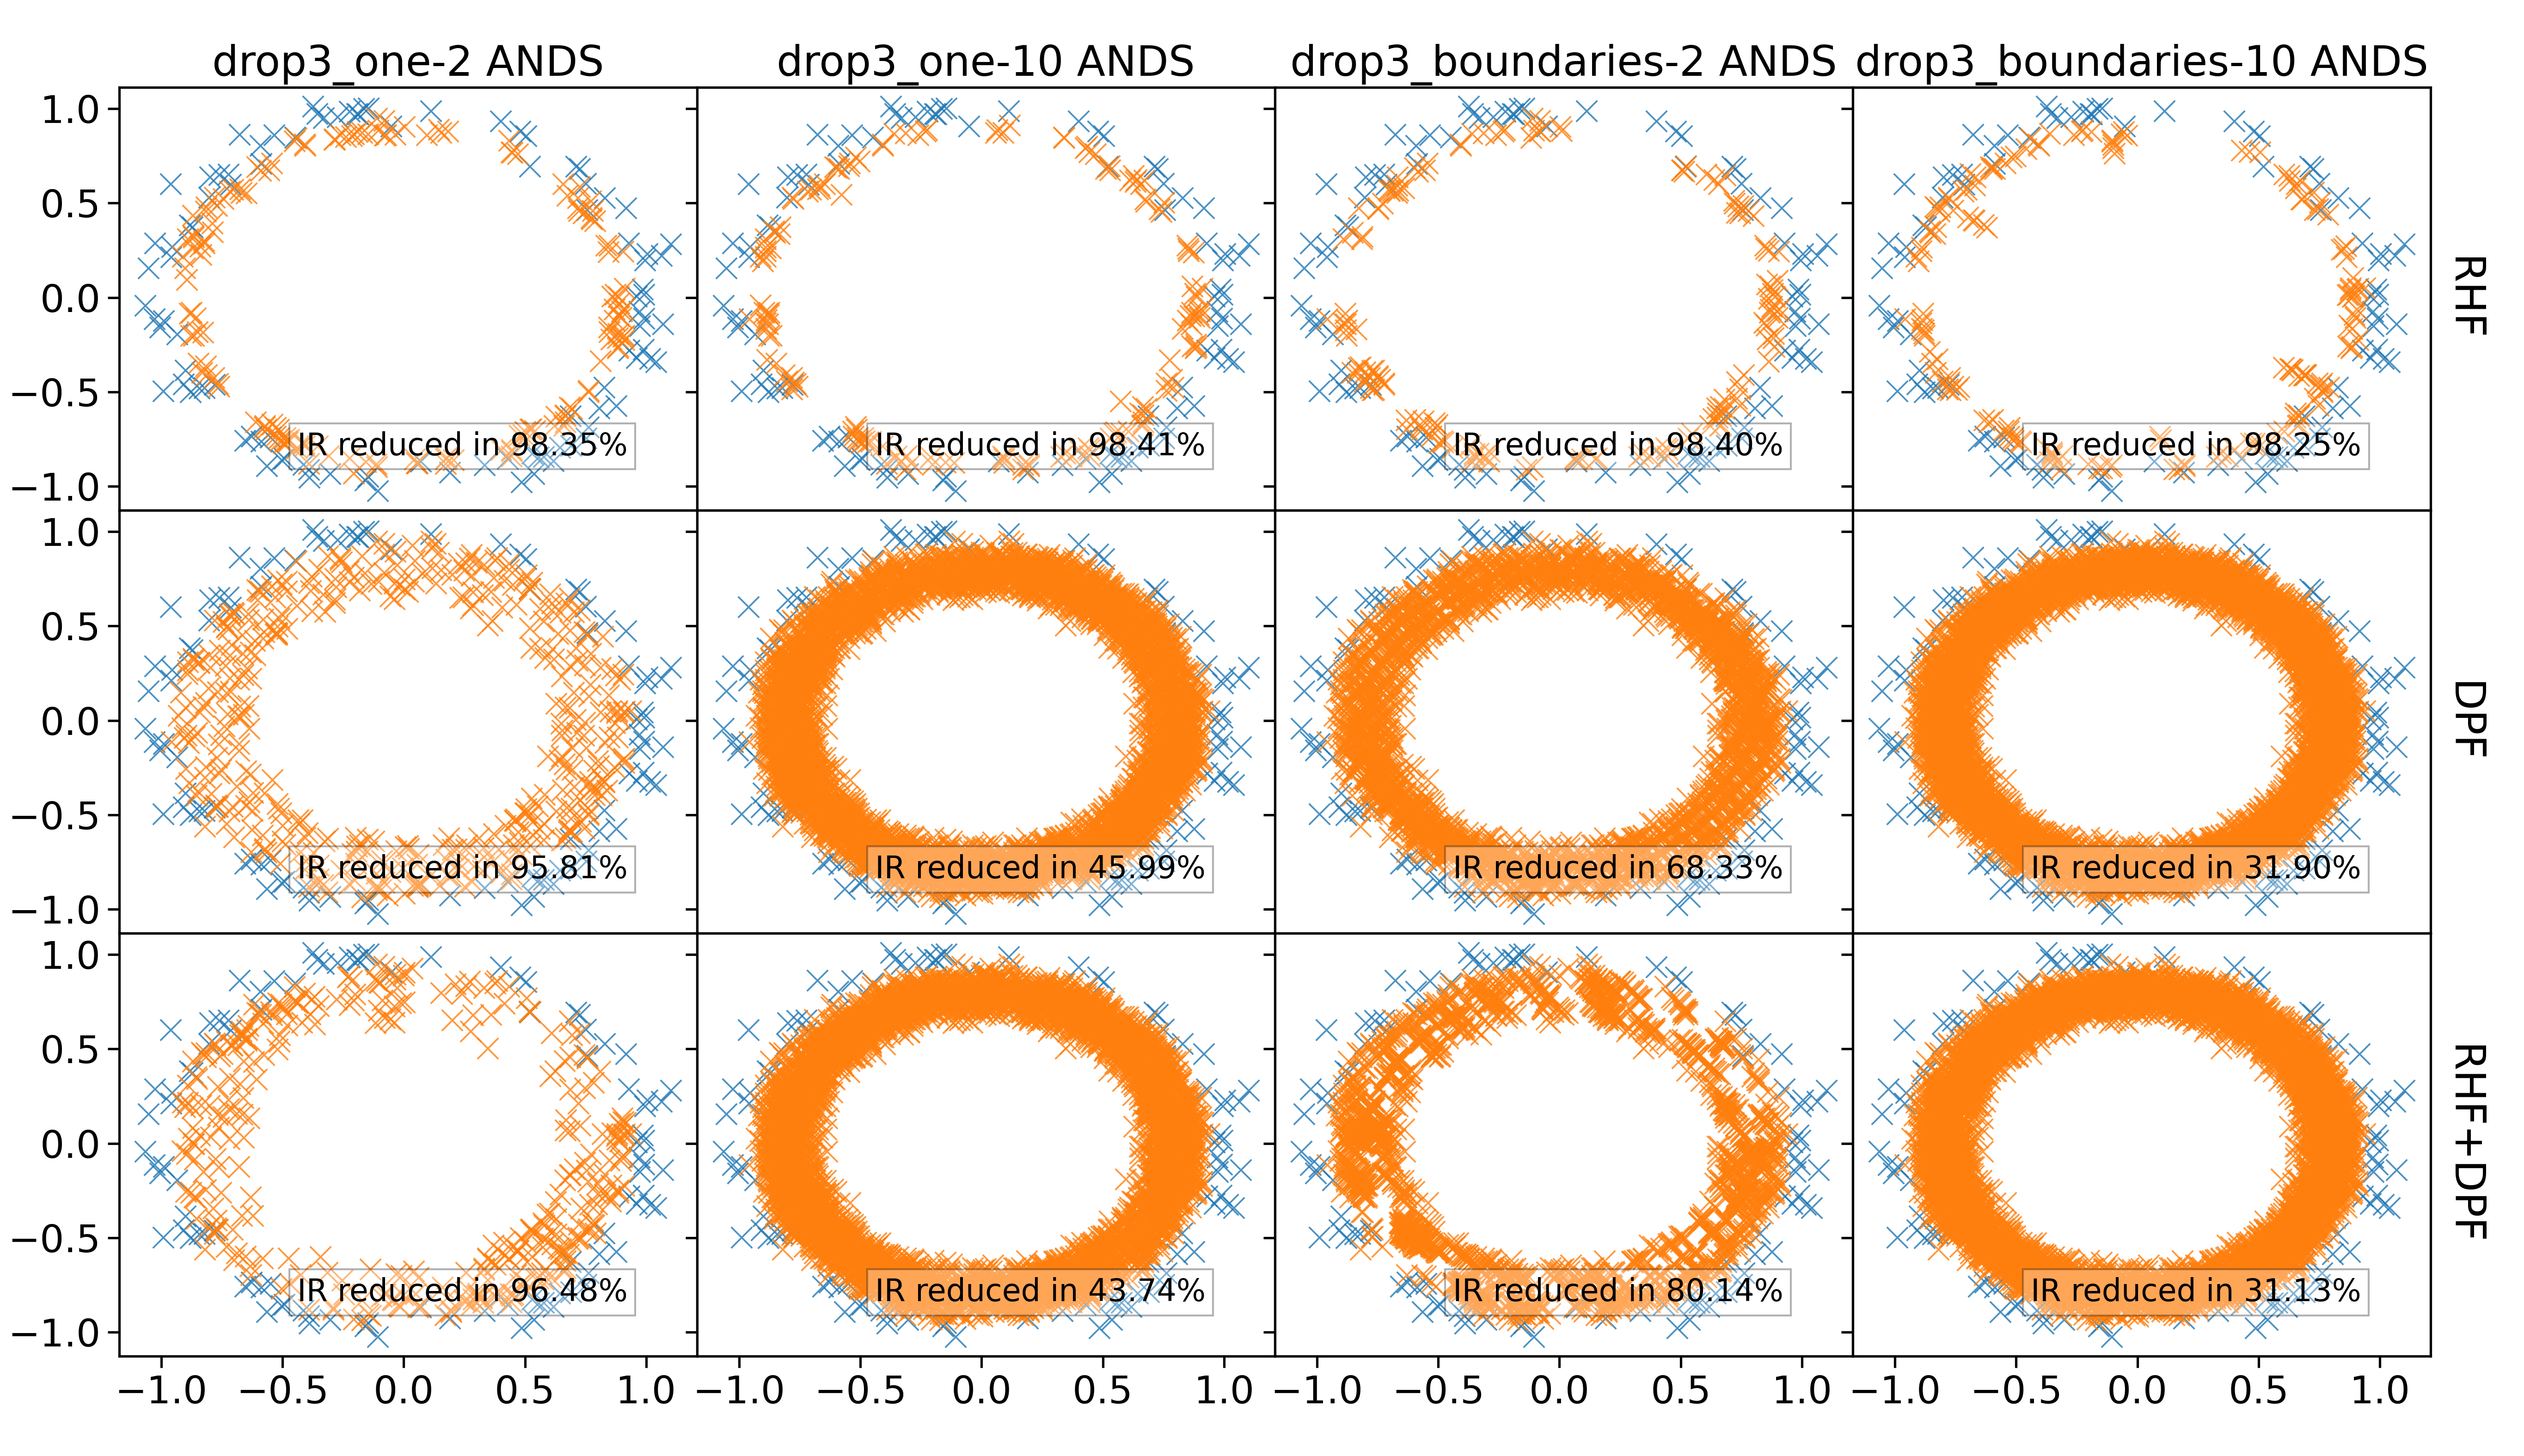 drop3_one-2 ANDS drop3_one-10 ANDS drop3_boundaries-2 ANDS drop3_boundaries-10 ANDS
1.0
0.5
0.0
−0.5
−1.0
IR reduced in 98.35% IR reduced in 98.41% IR reduced in 98.40% IR reduced in 98.25%
RHF
1.0
0.5
0.0
−0.5
−1.0
IR reduced in 95.81% IR reduced in 45.99% IR reduced in 68.33% IR reduced in 31.90%
DPF
1.0
0.5
0.0
−0.5
−1.0
IR reduced in 96.48% IR reduced in 43.74% IR reduced in 80.14% IR reduced in 31.13%
RHF+DPF
−1.0 −0.5 0.0 0.5 1.0 −1.0 −0.5 0.0 0.5 1.0 −1.0 −0.5 0.0 0.5 1.0 −1.0 −0.5 0.0 0.5 1.0